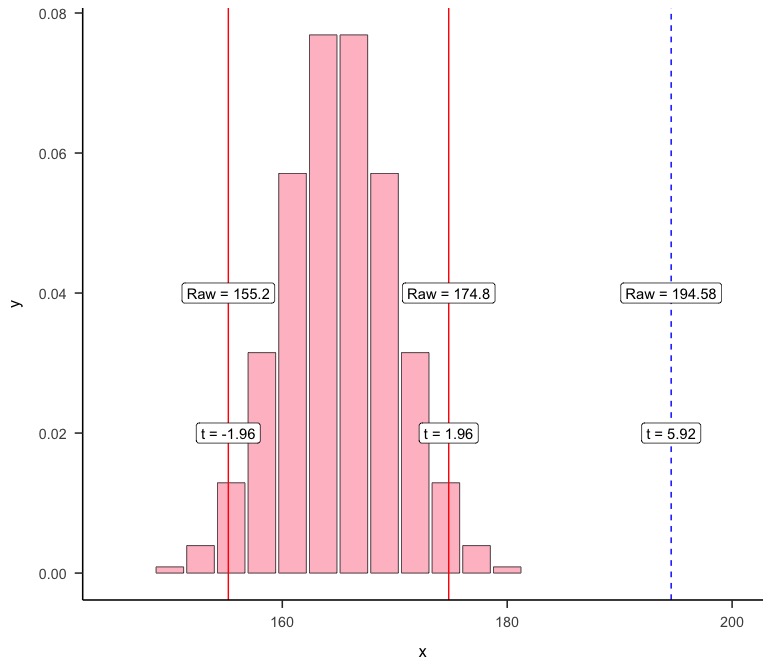 0.08
0.06
0.04
0.02
0.00
y
Raw = 155.2
Raw = 174.8
Raw = 194.58
t = -1.96
t = 1.96
t = 5.92
160
180
200
x